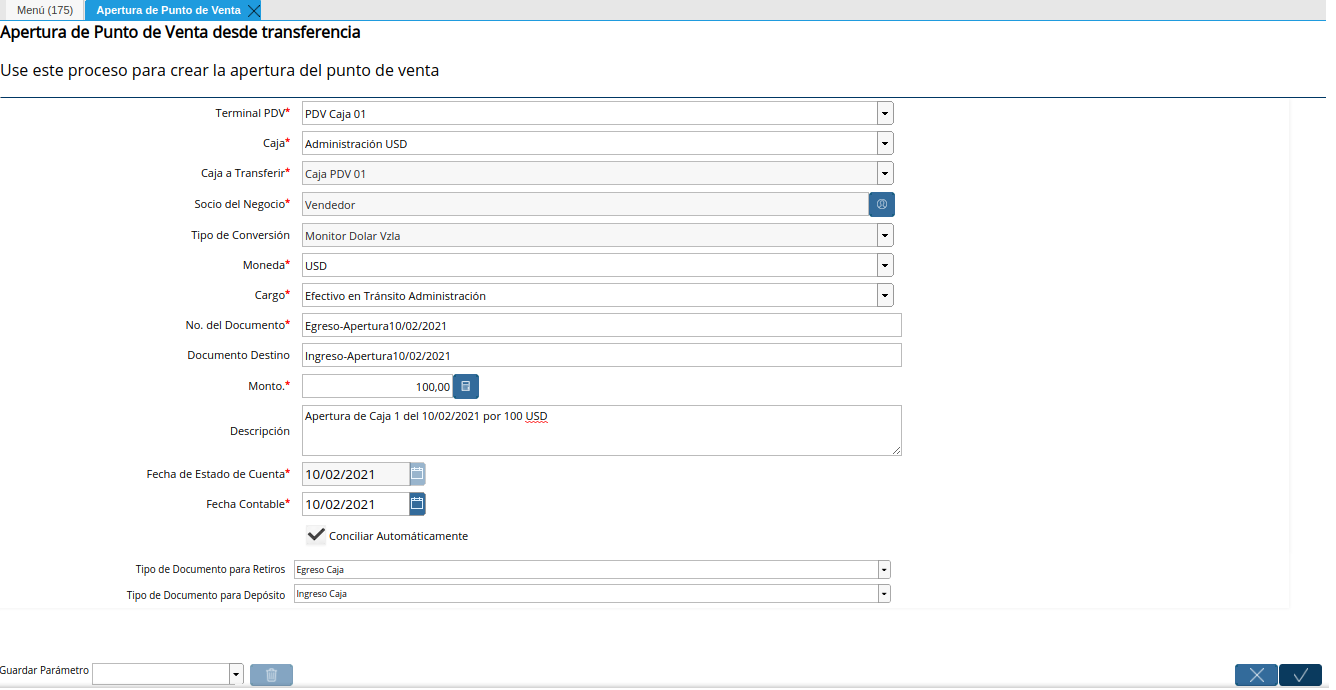 Menú (175)
Apertura de Punto de Venta
Apertura de Punto de Venta desde transferencia
Use este proceso para crear la apertura del punto de venta
Terminal PDV* PDV Caja 01
Caja* Administración USD
Caja a Transferir* Caja PDV 01
Socio del Negocio* Vendedor
Tipo de Conversión Monitor Dolar Vzla
Moneda* USD
Cargo* Efectivo en Tránsito Administración
No. del Documento* Egreso-Apertura10/02/2021
Documento Destino Ingreso-Apertura10/02/2021
Monto.* 100,00
Descripción Apertura de Caja 1 del 10/02/2021 por 100 USD
Fecha de Estado de Cuenta* 10/02/2021
Fecha Contable* 10/02/2021
Conciliar Automáticamente
Tipo de Documento para Retiros Egreso Caja
Tipo de Documento para Depósito Ingreso Caja
Guardar Parámetro